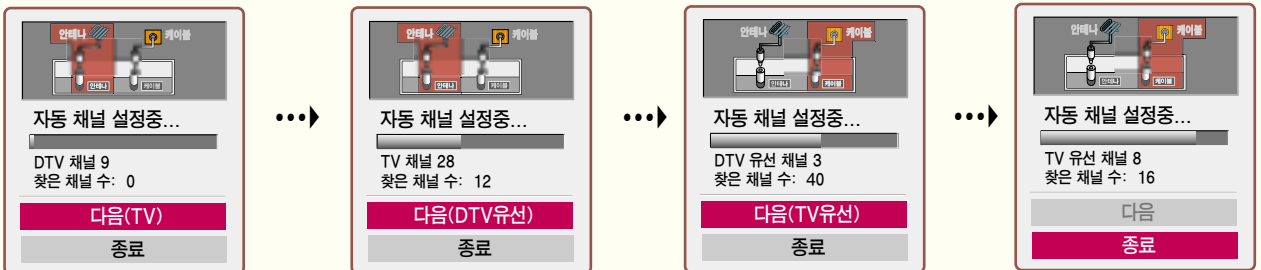 안테나 케이블
안테나 케이블
자동 채널 설정중...
DTV 채널 9
찾은 채널 수: 0
다음(TV)
종료
안테나 케이블
안테나 케이블
자동 채널 설정중...
TV 채널 28
찾은 채널 수: 12
다음(DTV유선)
종료
안테나 케이블
안테나 케이블
자동 채널 설정중...
DTV 유선 채널 3
찾은 채널 수: 40
다음(TV유선)
종료
안테나 케이블
안테나 케이블
자동 채널 설정중...
TV 유선 채널 8
찾은 채널 수: 16
다음
종료